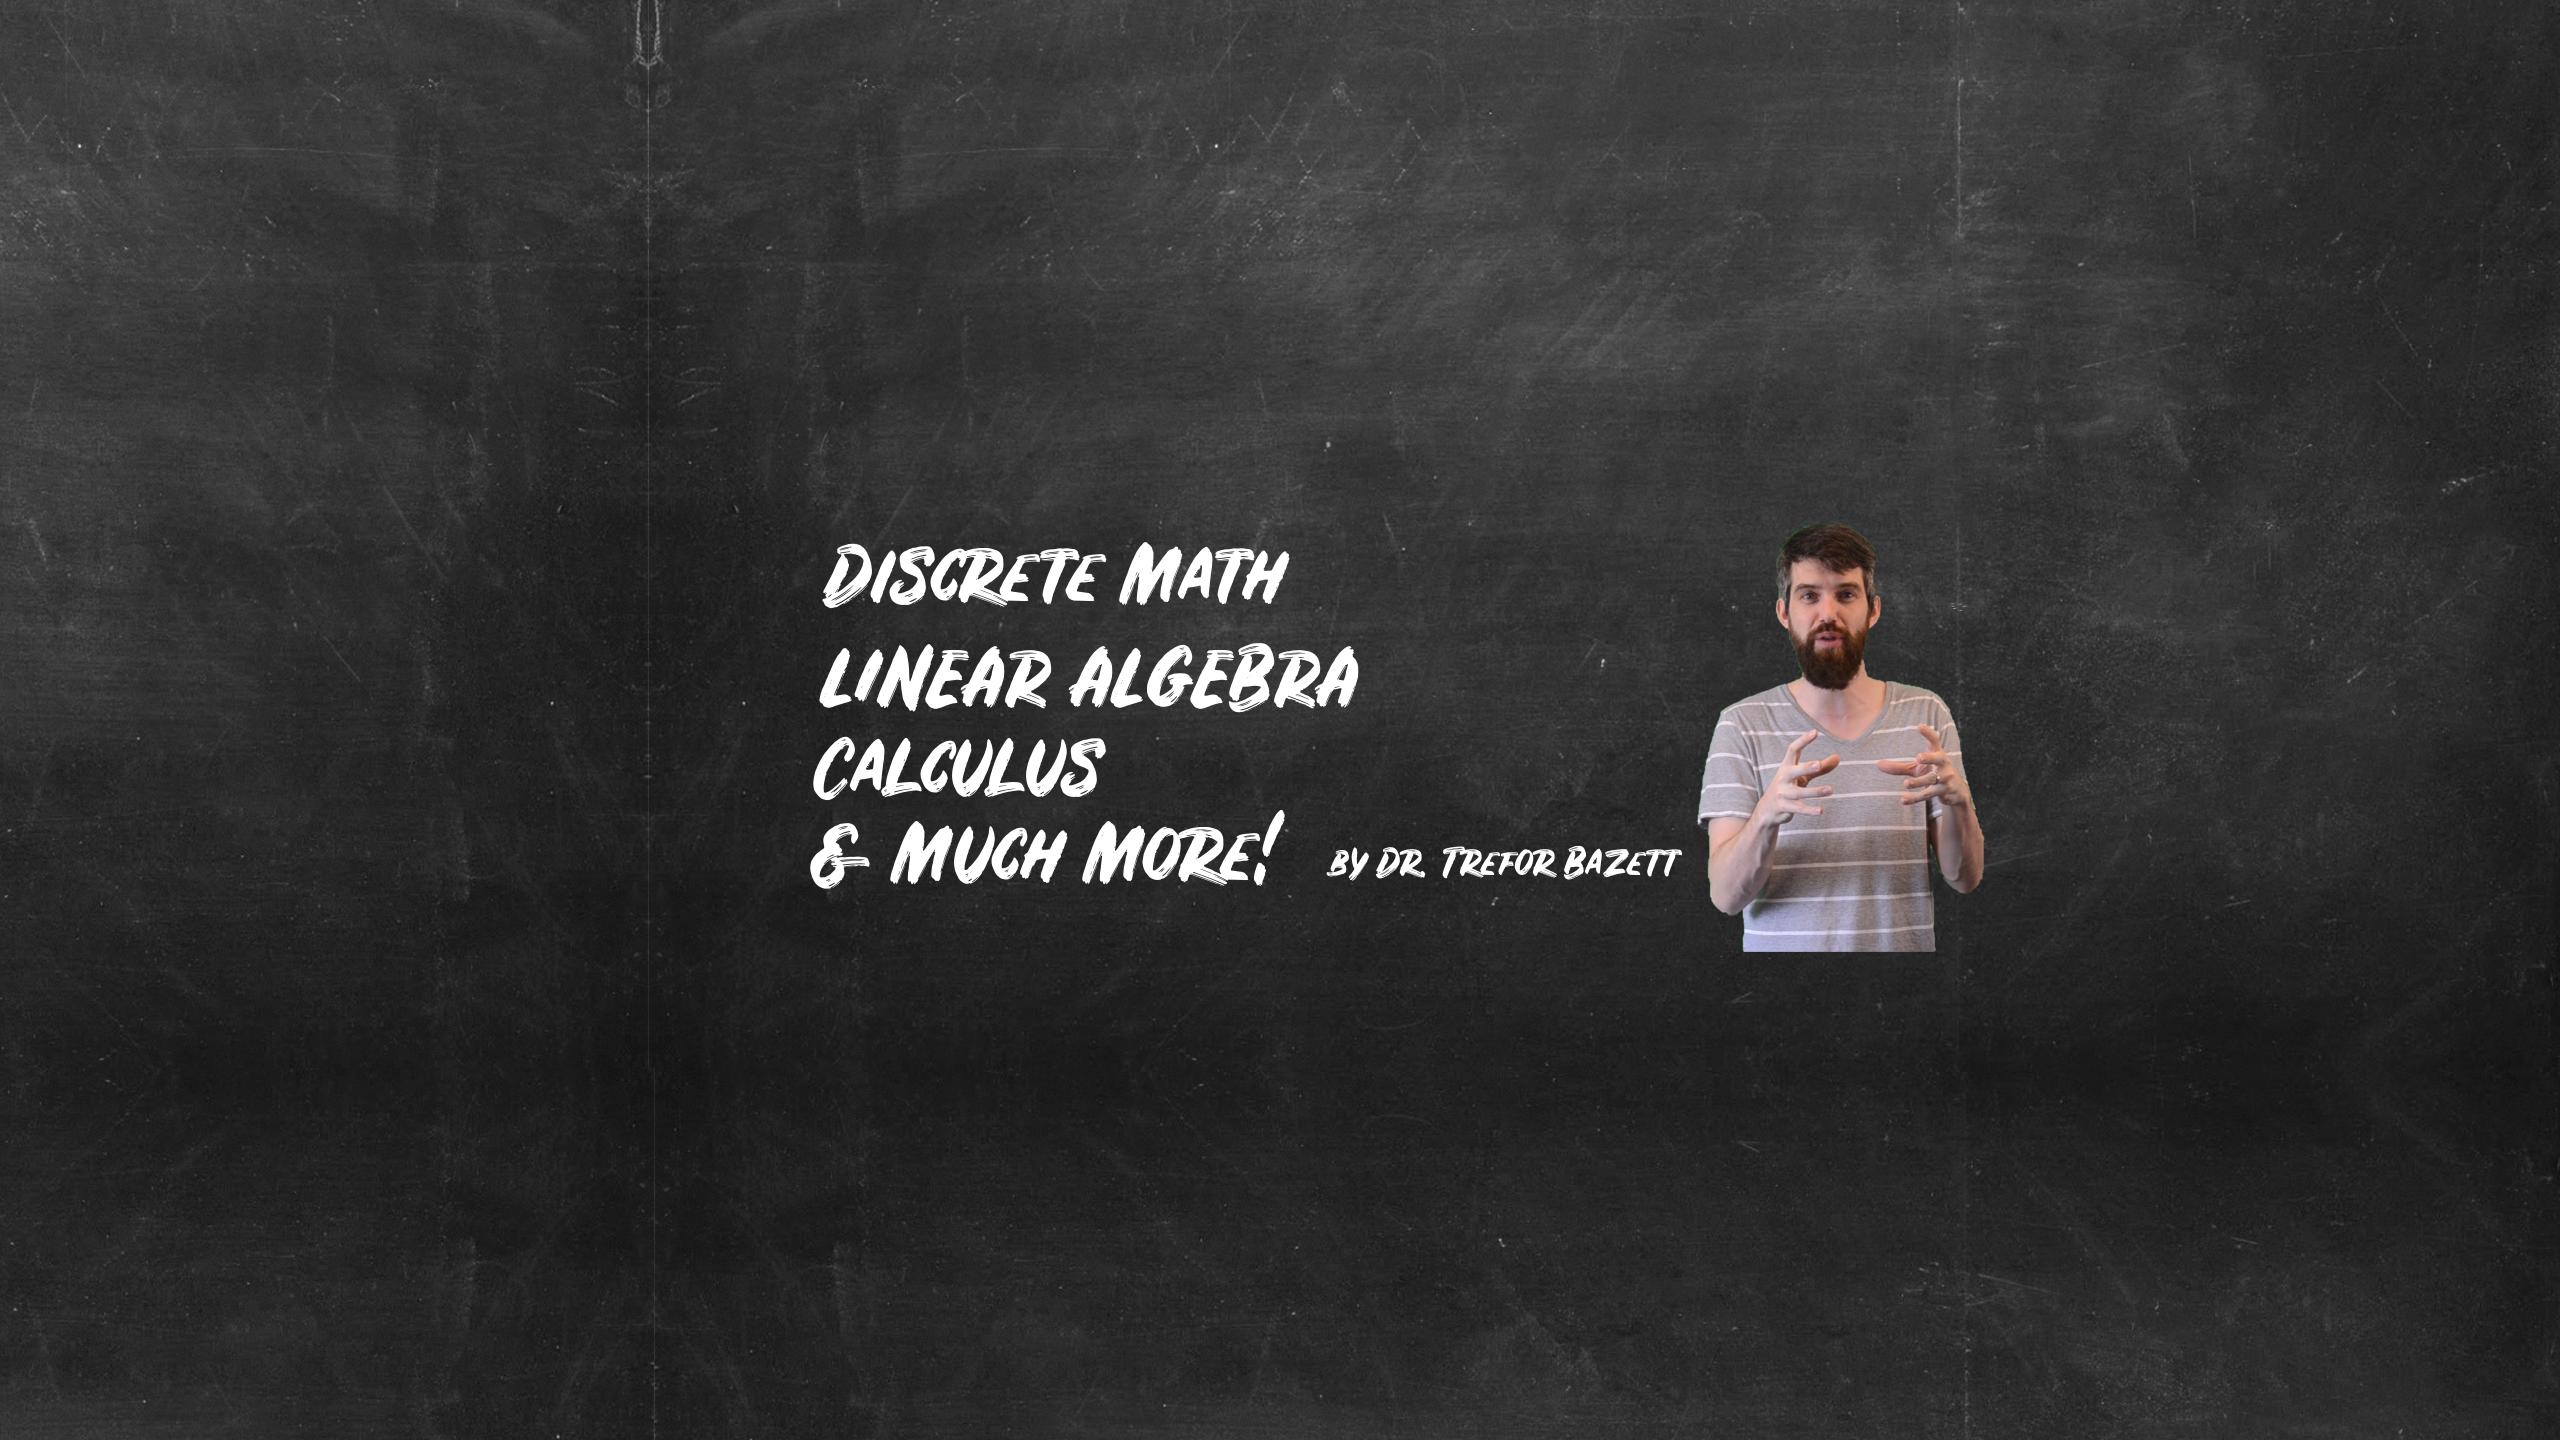 Discrete Math
Linear Algebra
Calculus
& Much More!
by Dr. Trefor Bazett